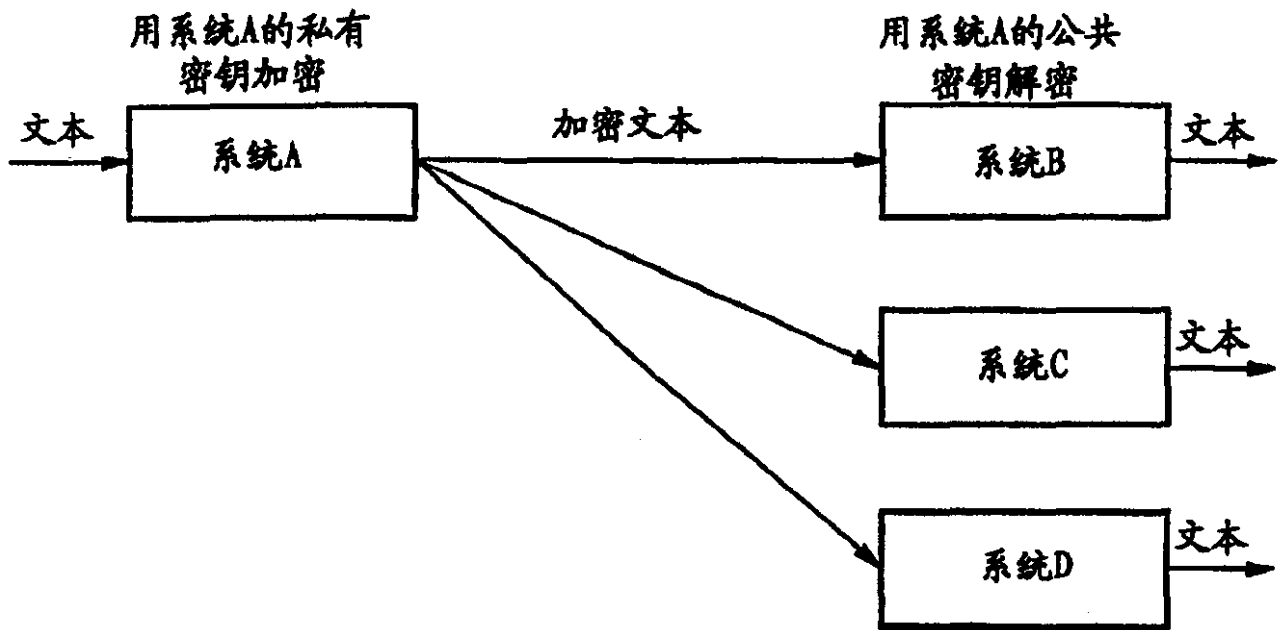 用系统A的私有
密钥加密
用系统A的公共
密钥解密
文本
系统A
加密文本
系统B
文本
系统C
文本
系统D
文本